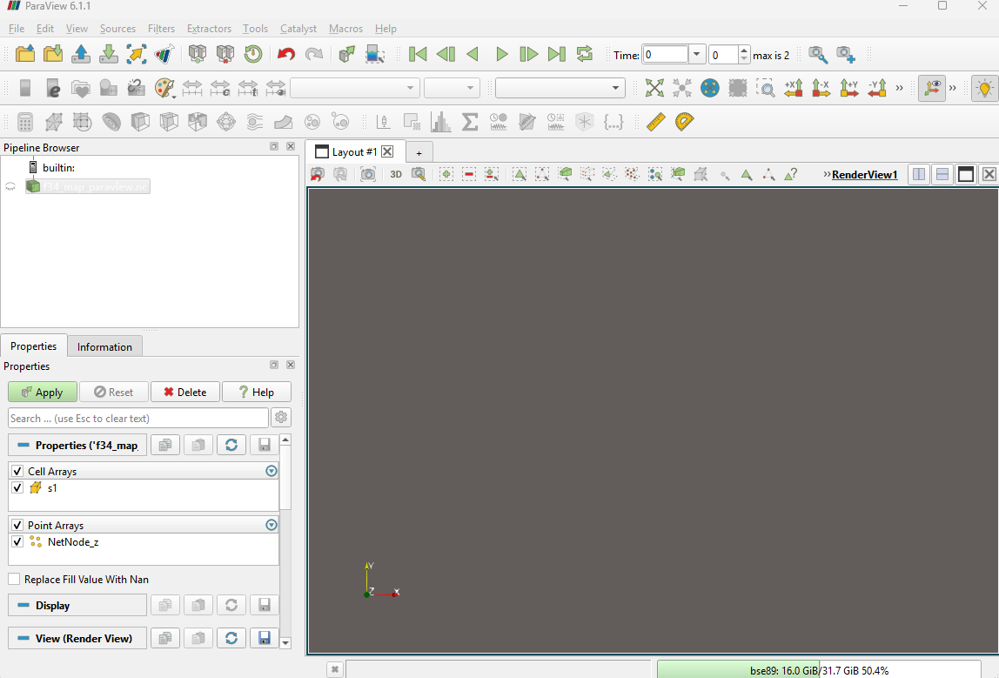 ParaView 6.1.1
File Edit View Sources Filters Extractors Tools Catalyst Macros Help
Time: 0 0 max is 2
+X -X +Y -Y »  »
Pipeline Browser
builtin:
f34_map_paraview.nc
Layout #1 +
3D » RenderView1
Properties Information
Properties
Apply Reset Delete ? Help
Search ... (use Esc to clear text)
Properties ('f34_map
Cell Arrays
s1
Point Arrays
NetNode_z
Replace Fill Value With Nan
Display
View (Render View)
Y
Z X
bse89: 16.0 GiB/31.7 GiB 50.4%